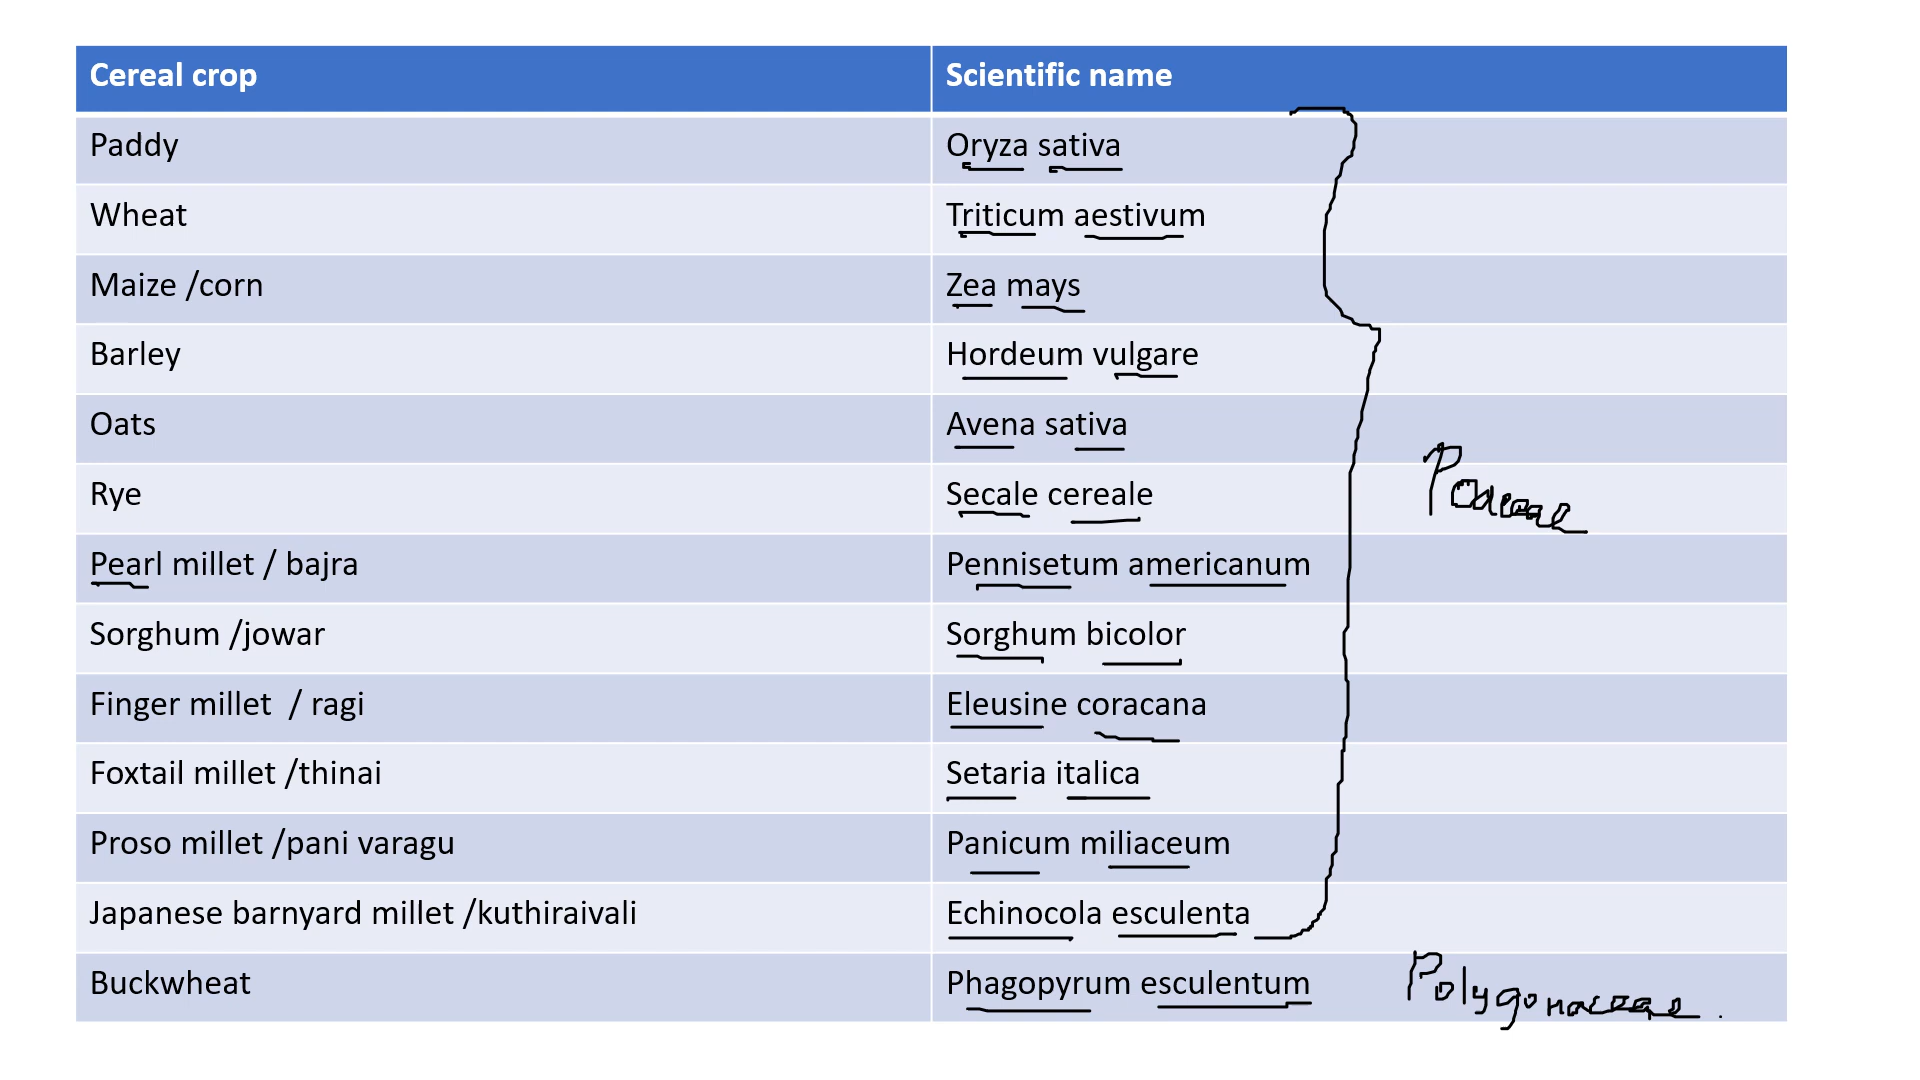 Cereal crop Scientific name
Paddy Oryza sativa
Wheat Triticum aestivum
Maize /corn Zea mays
Barley Hordeum vulgare
Oats Avena sativa
Rye Secale cereale
Poaceae
Pearl millet / bajra Pennisetum americanum
Sorghum /jowar Sorghum bicolor
Finger millet / ragi Eleusine coracana
Foxtail millet /thinai Setaria italica
Proso millet /pani varagu Panicum miliaceum
Japanese barnyard millet /kuthiraivali Echinocola esculenta
Buckwheat Phagopyrum esculentum Polygonaceae .